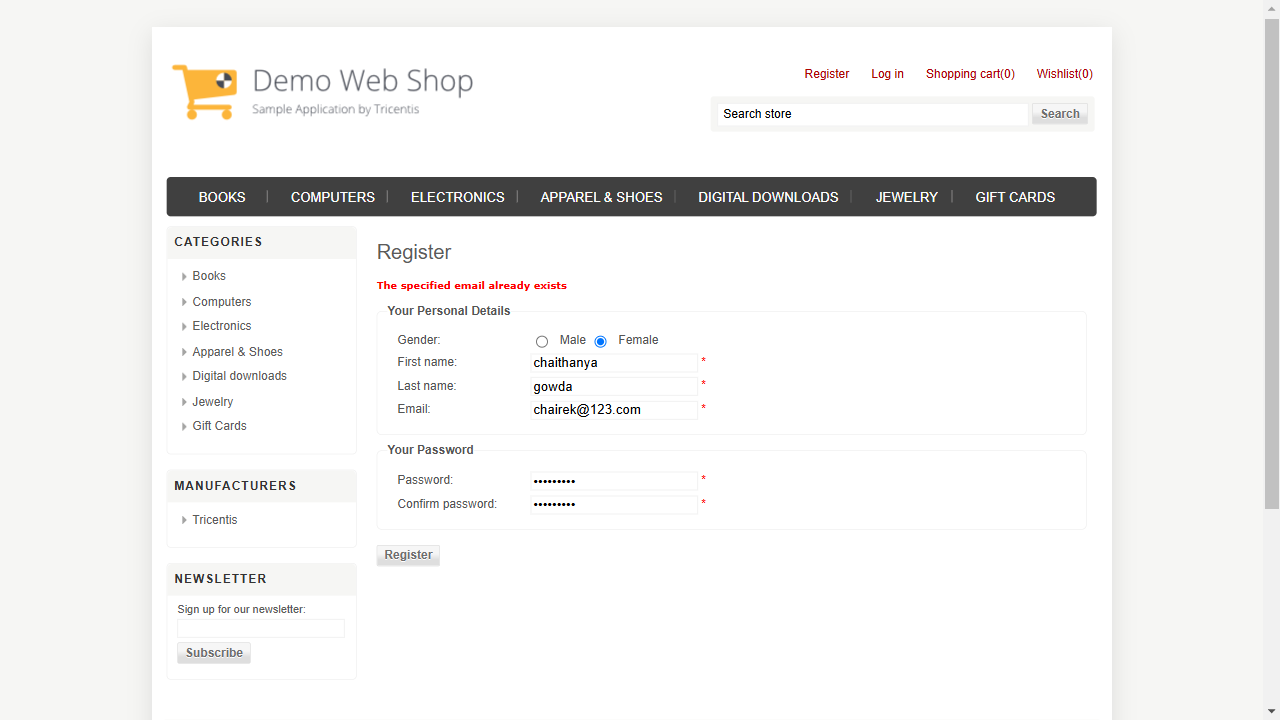 Demo Web Shop
Sample Application by Tricentis
Register Log in Shopping cart(0) Wishlist(0)
Search store Search
BOOKS | COMPUTERS | ELECTRONICS | APPAREL & SHOES | DIGITAL DOWNLOADS | JEWELRY | GIFT CARDS
CATEGORIES
Books
Computers
Electronics
Apparel & Shoes
Digital downloads
Jewelry
Gift Cards
MANUFACTURERS
Tricentis
NEWSLETTER
Sign up for our newsletter:
Subscribe
Register
The specified email already exists
Your Personal Details
Gender: Male Female
First name: chaithanya *
Last name: gowda *
Email: chairek@123.com *
Your Password
Password: ••••••••• *
Confirm password: ••••••••• *
Register